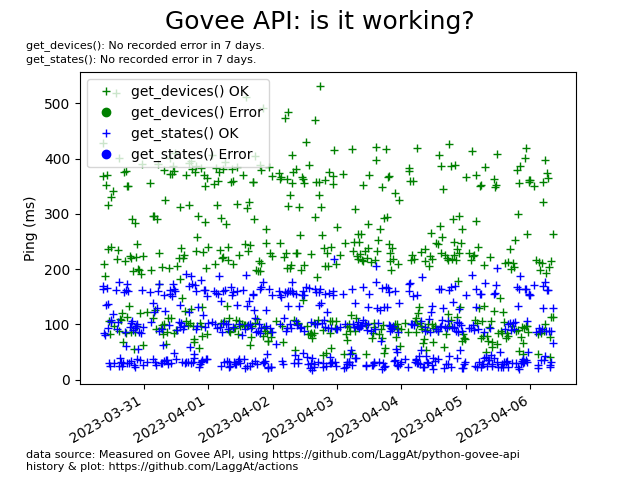 Govee API: is it working?
get_devices(): No recorded error in 7 days.
get_states(): No recorded error in 7 days.
get_devices() OK
get_devices() Error
get_states() OK
get_states() Error
Ping (ms)
500
400
300
200
100
0
2023-03-31
2023-04-01
2023-04-02
2023-04-03
2023-04-04
2023-04-05
2023-04-06
data source: Measured on Govee API, using https://github.com/LaggAt/python-govee-api
history & plot: https://github.com/LaggAt/actions